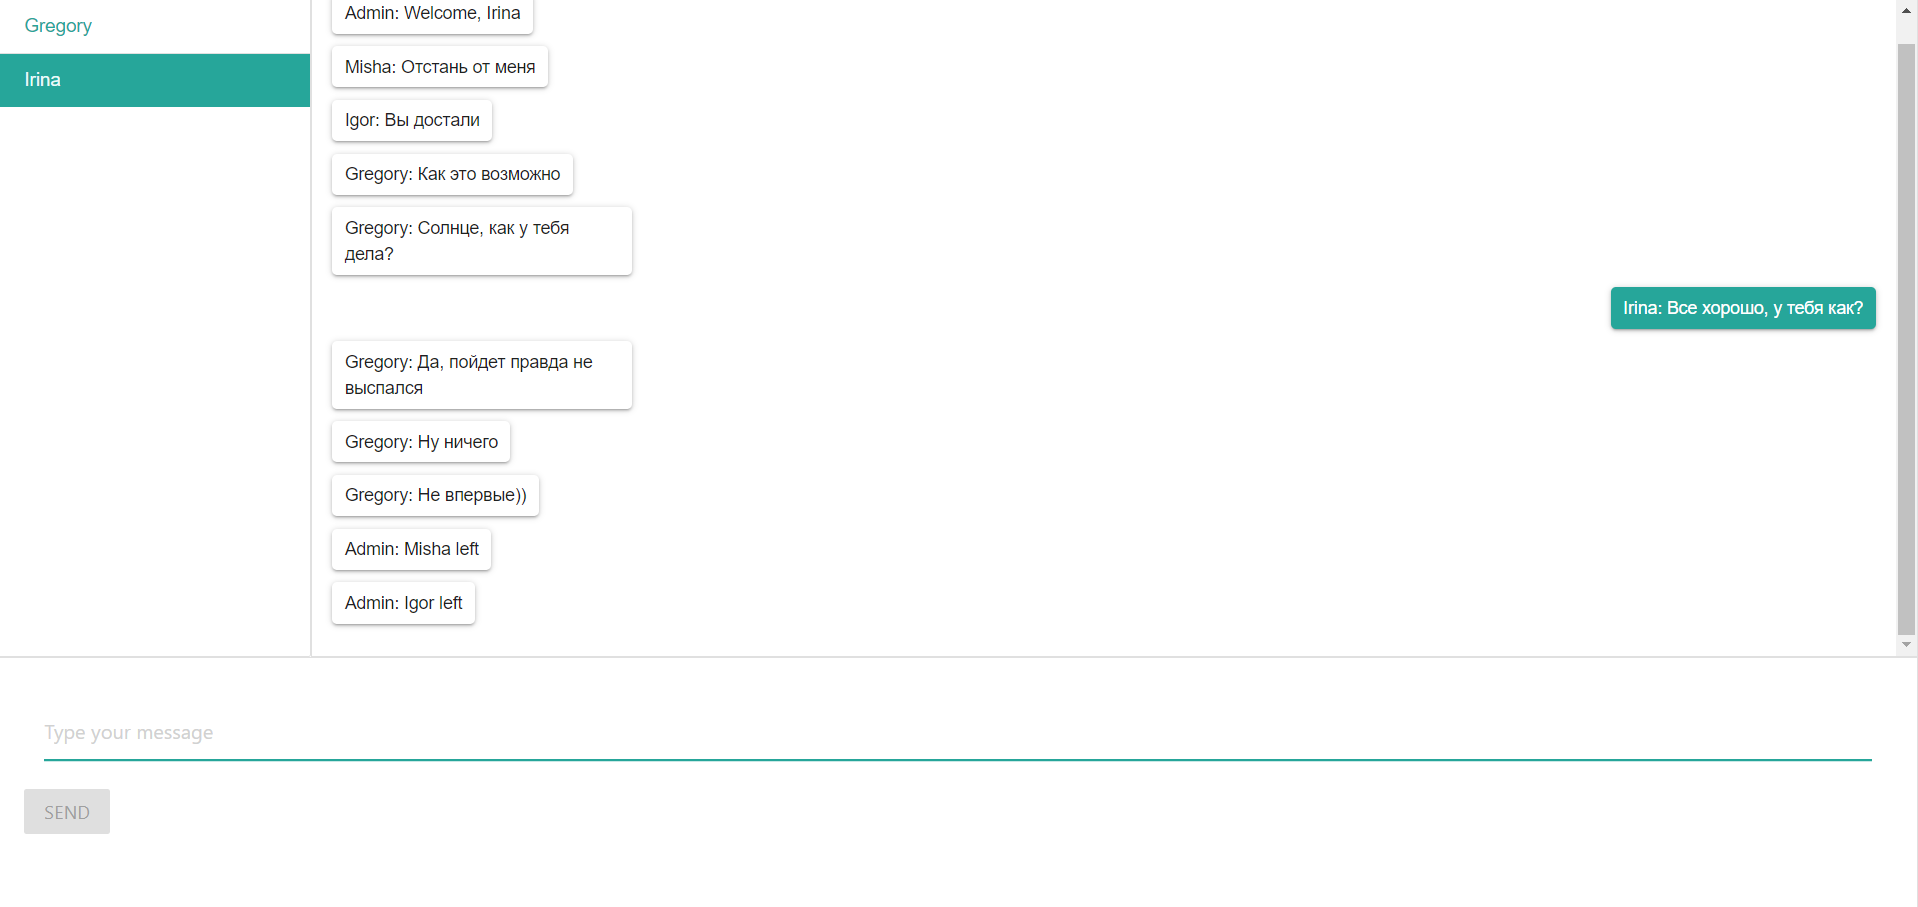 Gregory
Irina
Admin: Welcome, Irina
Misha: Отстань от меня
Igor: Вы достали
Gregory: Как это возможно
Gregory: Солнце, как у тебя
дела?
Irina: Все хорошо, у тебя как?
Gregory: Да, пойдет правда не
выспался
Gregory: Ну ничего
Gregory: Не впервые))
Admin: Misha left
Admin: Igor left
Type your message
SEND